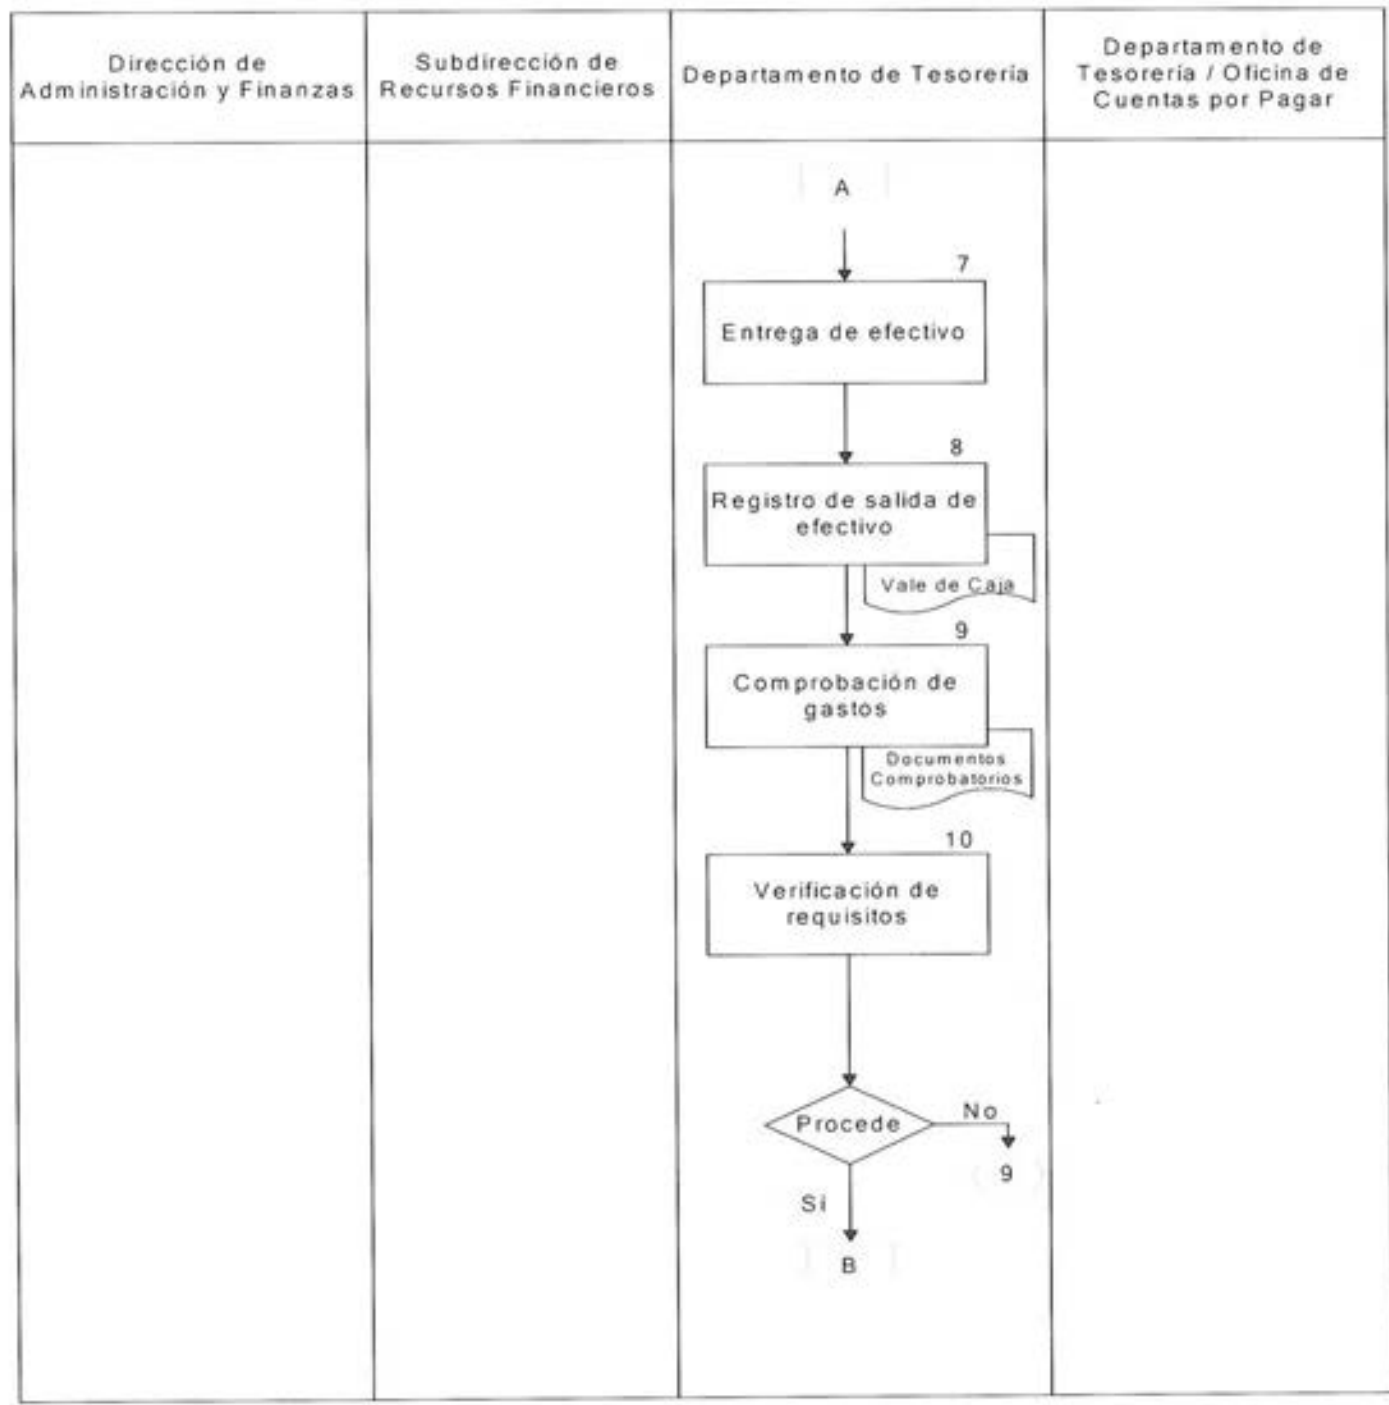 Dirección de
Administración y Finanzas
Subdirección de
Recursos Financieros
Departamento de Tesorería
Departamento de
Tesorería / Oficina de
Cuentas por Pagar
A
7
Entrega de efectivo
8
Registro de salida de
efectivo
Vale de Caja
9
Comprobación de
gastos
Documentos
Comprobatorios
10
Verificación de
requisitos
Procede
No
9
Si
B